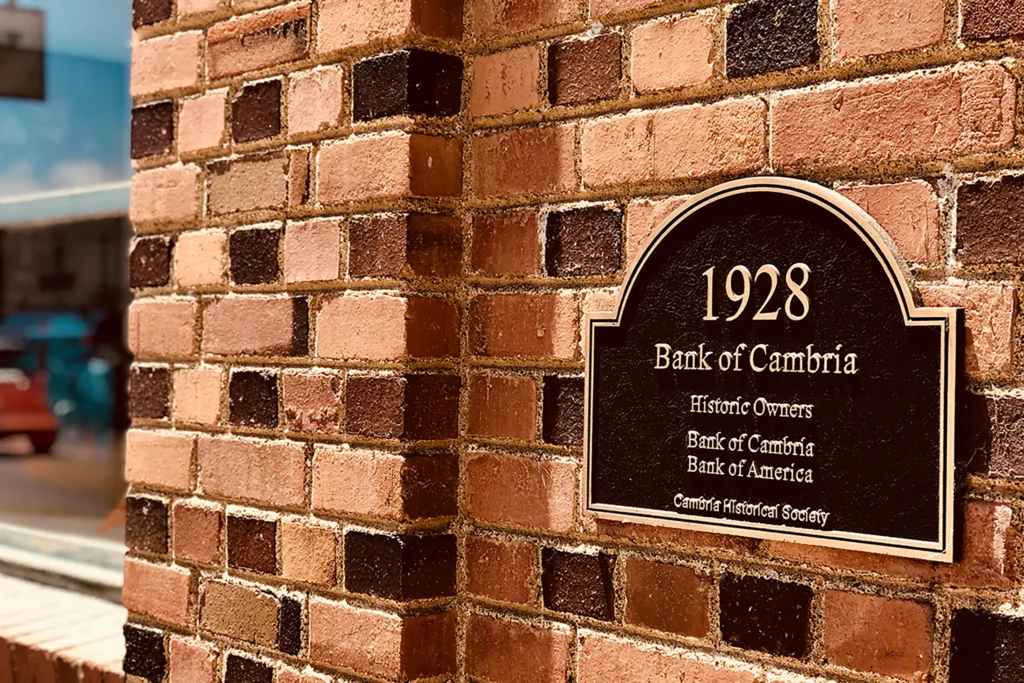 1928
Bank of Cambria
Historic Owners
Bank of Cambria
Bank of America
Cambria Historical Society